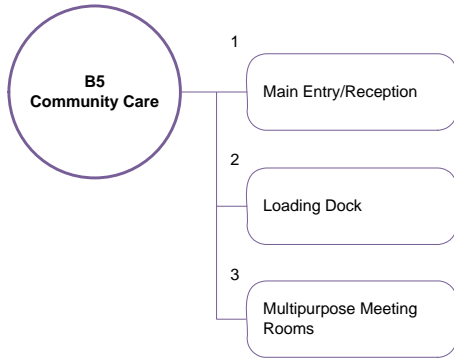 B5
Community Care
1
Main Entry/Reception
2
Loading Dock
3
Multipurpose Meeting
Rooms